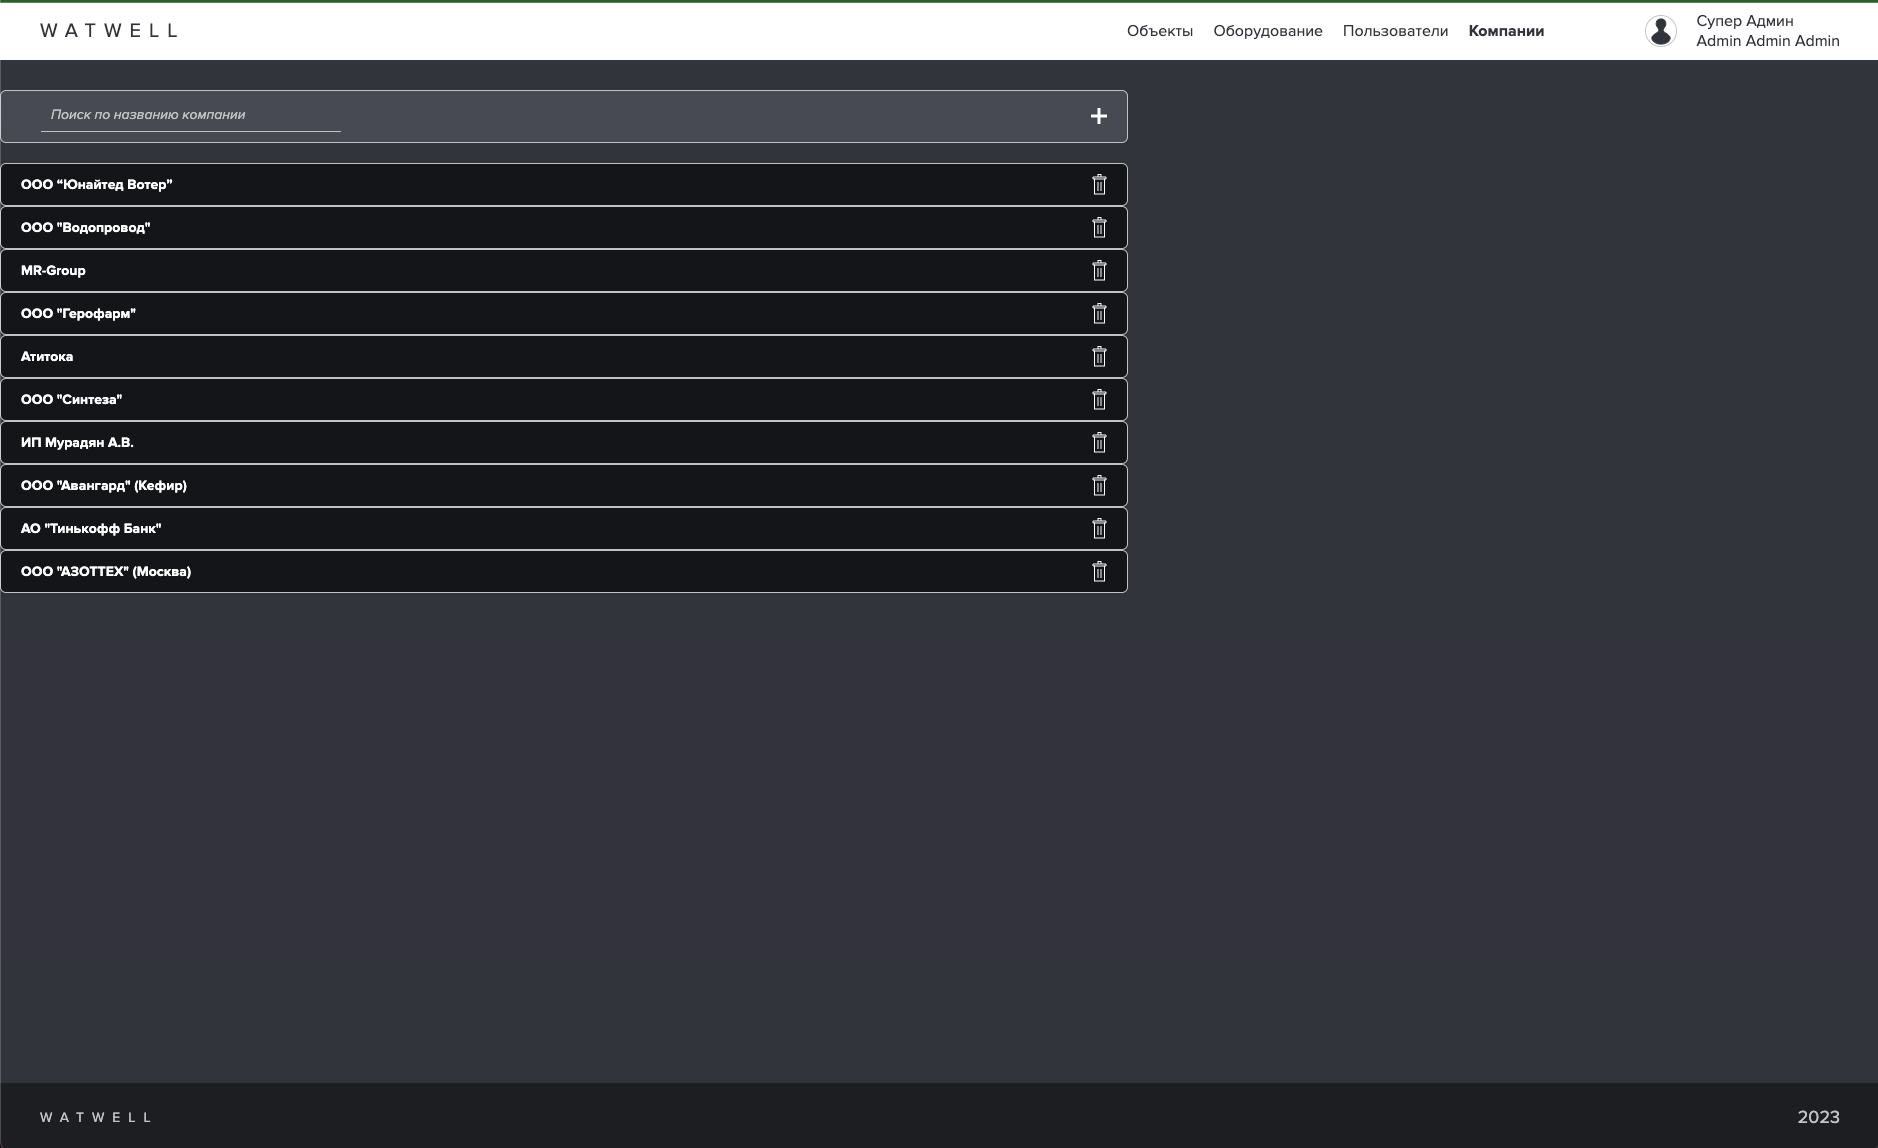 WATWELL
Объекты Оборудование Пользователи Компании
Супер Админ
Admin Admin Admin
Поиск по названию компании
ООО “Юнайтед Вотер”
ООО "Водопровод"
MR-Group
ООО "Герофарм"
Атитока
ООО "Синтеза"
ИП Мурадян А.В.
ООО "Авангард" (Кефир)
АО "Тинькофф Банк"
ООО "АЗОТТЕХ" (Москва)
WATWELL
2023